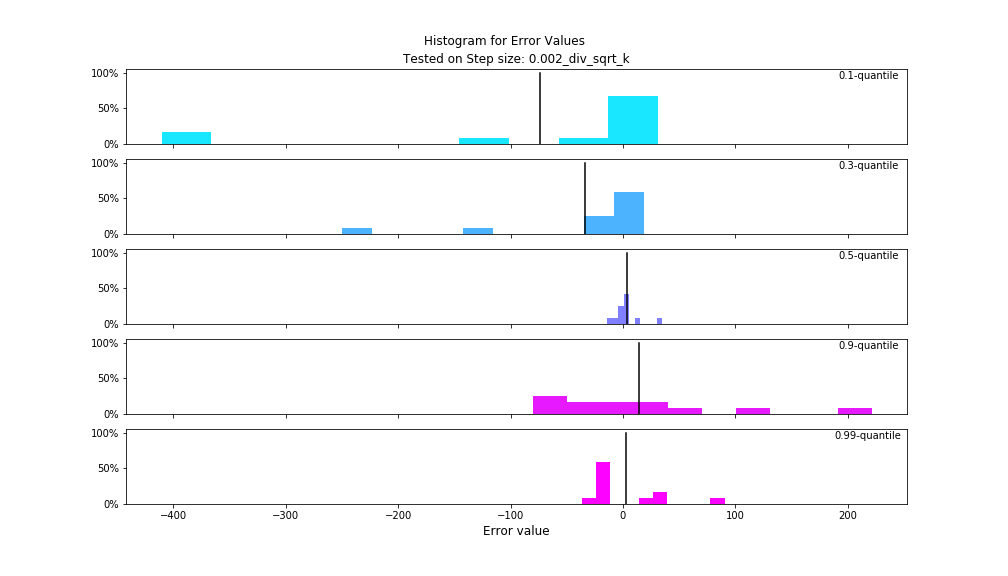 Histogram for Error Values
Tested on Step size: 0.002_div_sqrt_k
100%
50%
0%
0.1-quantile
100%
50%
0%
0.3-quantile
100%
50%
0%
0.5-quantile
100%
50%
0%
0.9-quantile
100%
50%
0%
0.99-quantile
−400 −300 −200 −100 0 100 200
Error value